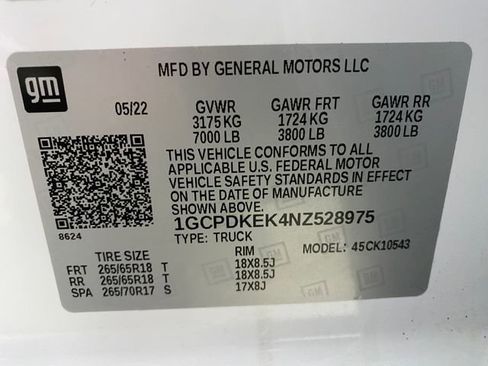 gm
MFD BY GENERAL MOTORS LLC
05/22 GVWR GAWR FRT GAWR RR
3175 KG 1724 KG 1724 KG
7000 LB 3800 LB 3800 LB
THIS VEHICLE CONFORMS TO ALL
APPLICABLE U.S. FEDERAL MOTOR
VEHICLE SAFETY STANDARDS IN EFFECT
ON THE DATE OF MANUFACTURE
SHOWN ABOVE.
8624
1GCPDKEK4NZ528975
TYPE: TRUCK MODEL: 45CK10543
TIRE SIZE RIM
FRT 265/65R18 T 18X8.5J
RR 265/65R18 T 18X8.5J
SPA 265/70R17 S 17X8J